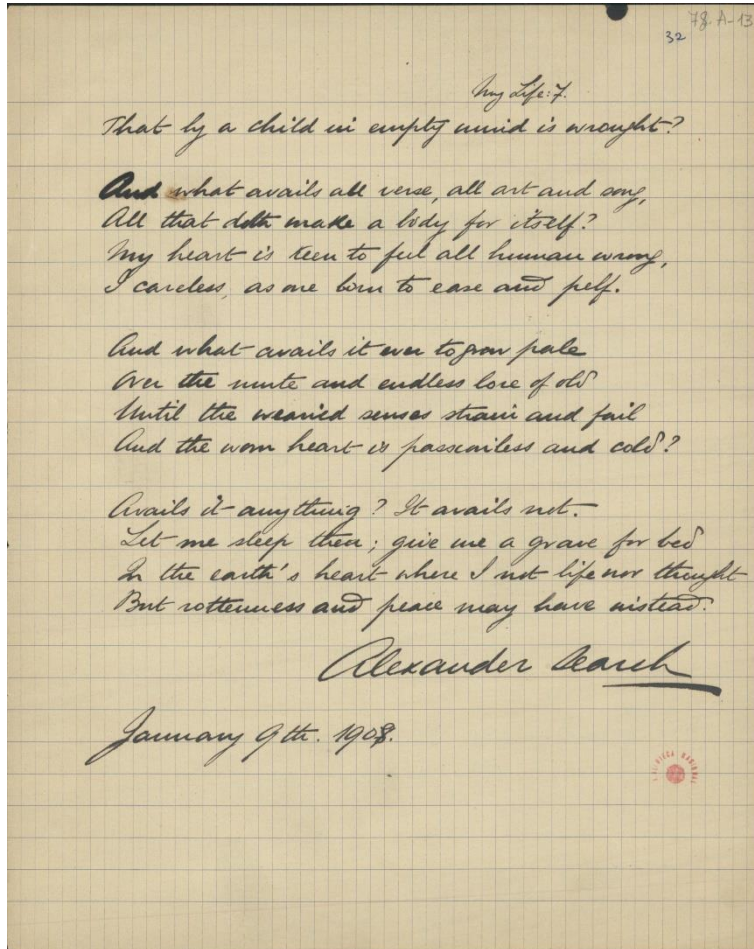 78A-13
32
My Life: 7.
That by a child in empty mind is wrought?
And what avails all verse, all art and song,
All that doth make a body for itself?
My heart is keen to feel all human wrong,
I careless, as one born to ease and pelf.
And what avails it ever to grow pale
Over the mute and endless lore of old
Until the wearied senses strain and fail
And the worn heart is passionless and cold?
Avails it anything? It avails not.
Let me sleep then; give me a grave for bed
In the earth's heart where I not life nor thought
But rottenness and peace may have instead.
Alexander Search
January 9th. 1908.
BIBLIOTECA NACIONAL